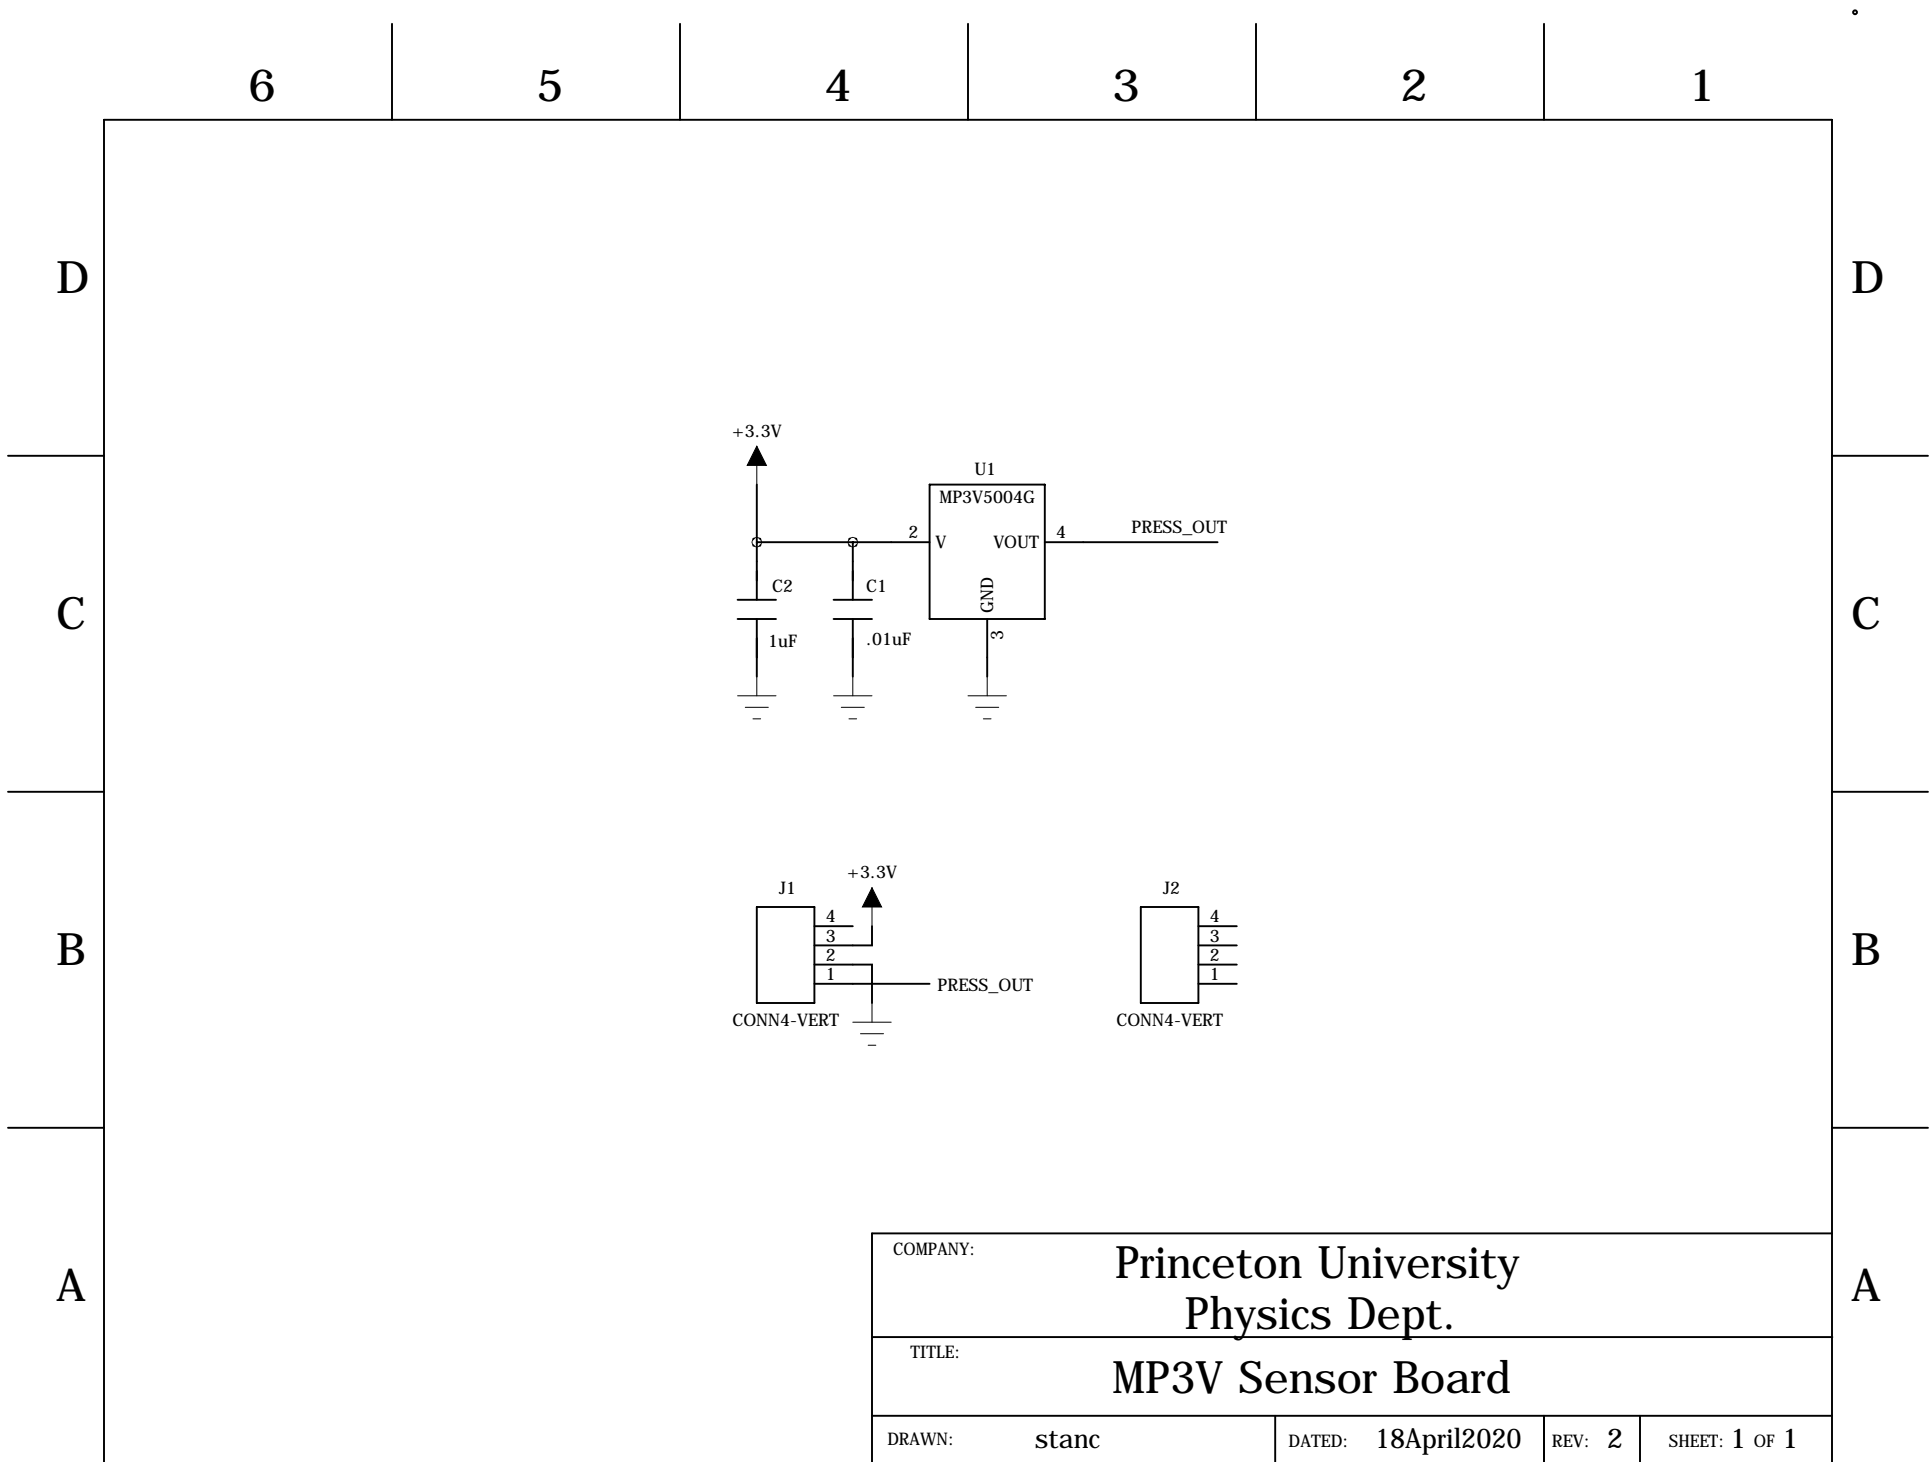 6 5 4 3 2 1
D D
+3.3V
U1
MP3V5004G
PRESS_OUT
2 V VOUT 4
C2 C1
GND
C C
1uF .01uF 3
+3.3V
J1 J2
4 4
3 3
B B
2 2
1 PRESS_OUT 1
CONN4-VERT CONN4-VERT
COMPANY: Princeton University
Physics Dept.
A A
TITLE: MP3V Sensor Board
DRAWN: stanc DATED: 18April2020 REV: 2 SHEET: 1 OF 1